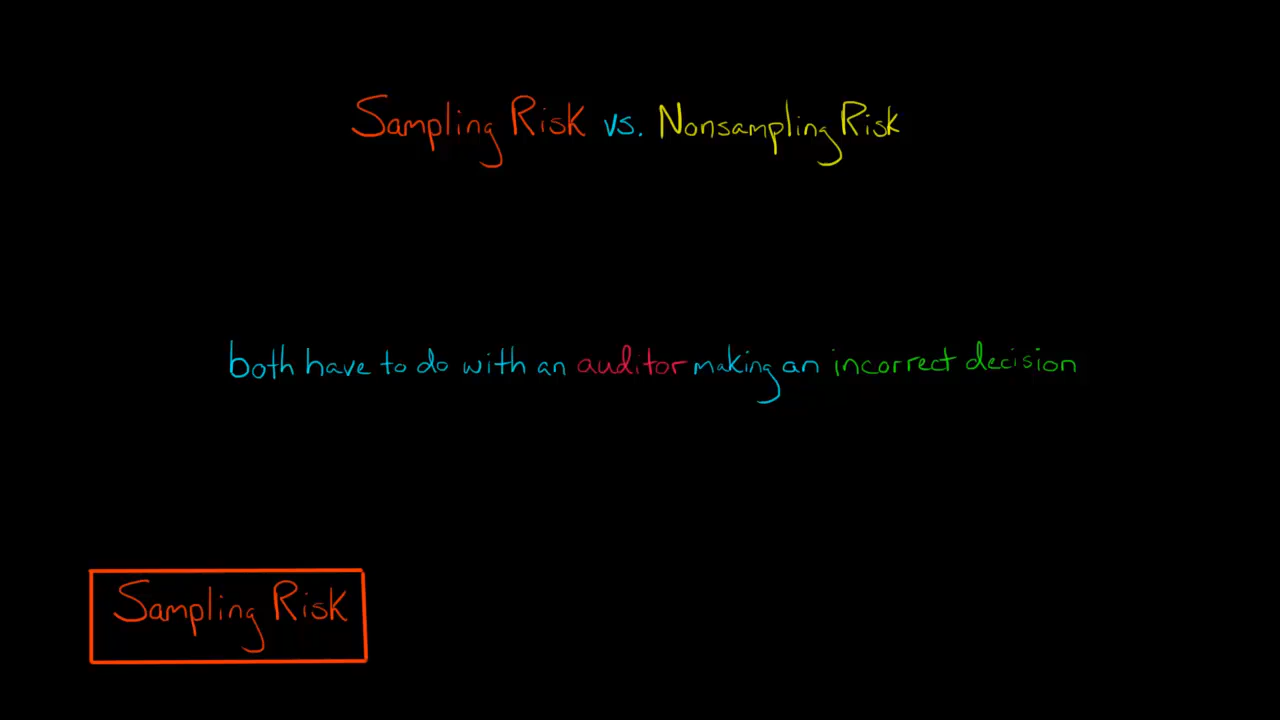 Sampling Risk vs. Nonsampling Risk
both have to do with an auditor making an incorrect decision
Sampling Risk